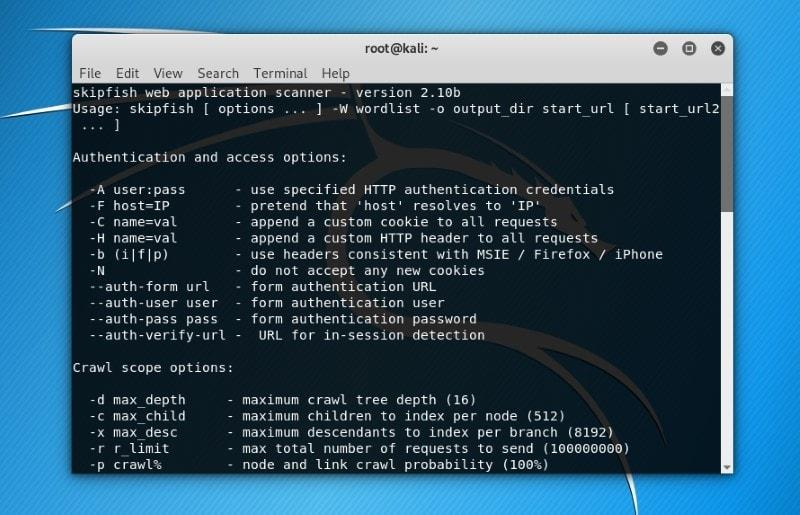 root@kali: ~
File Edit View Search Terminal Help
skipfish web application scanner - version 2.10b
Usage: skipfish [ options ... ] -W wordlist -o output_dir start_url [ start_url2
 ... ]
Authentication and access options:
  -A user:pass      - use specified HTTP authentication credentials
  -F host=IP        - pretend that 'host' resolves to 'IP'
  -C name=val       - append a custom cookie to all requests
  -H name=val       - append a custom HTTP header to all requests
  -b (i|f|p)        - use headers consistent with MSIE / Firefox / iPhone
  -N                - do not accept any new cookies
  --auth-form url   - form authentication URL
  --auth-user user  - form authentication user
  --auth-pass pass  - form authentication password
  --auth-verify-url -  URL for in-session detection
Crawl scope options:
  -d max_depth     - maximum crawl tree depth (16)
  -c max_child     - maximum children to index per node (512)
  -x max_desc      - maximum descendants to index per branch (8192)
  -r r_limit       - max total number of requests to send (100000000)
  -p crawl%        - node and link crawl probability (100%)